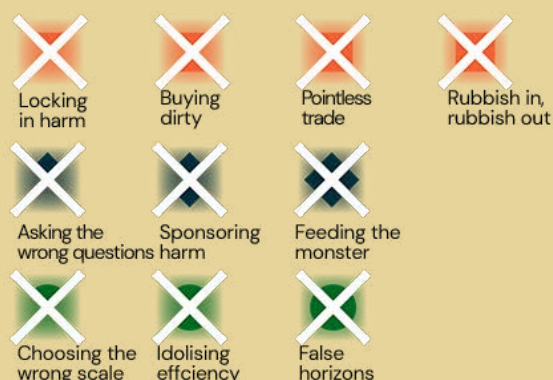 Locking
in harm
Buying
dirty
Pointless
trade
Rubbish in,
rubbish out
Asking the
wrong questions
Sponsoring
harm
Feeding the
monster
Choosing the
wrong scale
Idolising
effciency
False
horizons